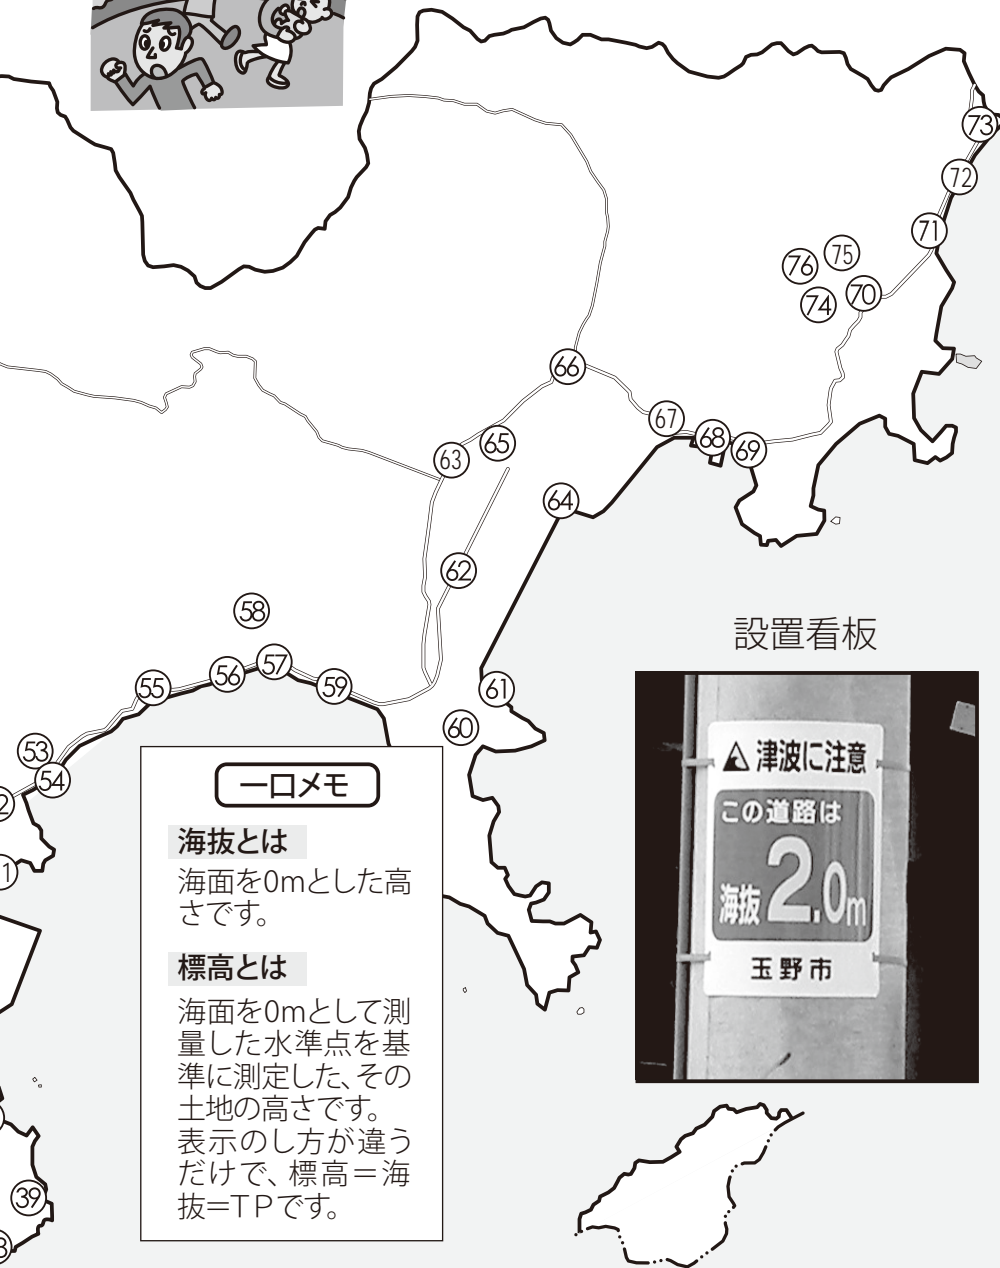 73
72
71
75
76
70
74
66
67
68
69
65
63
64
62
58
57
56
55
59
61
60
53
54
設置看板
津波に注意
この道路は
海抜2.0m
玉野市
一口メモ
海抜とは
海面を0mとした高
さです。
標高とは
海面を0mとして測
量した水準点を基
準に測定した、その
土地の高さです。
表示のし方が違う
だけで、標高＝海
抜＝TPです。
39